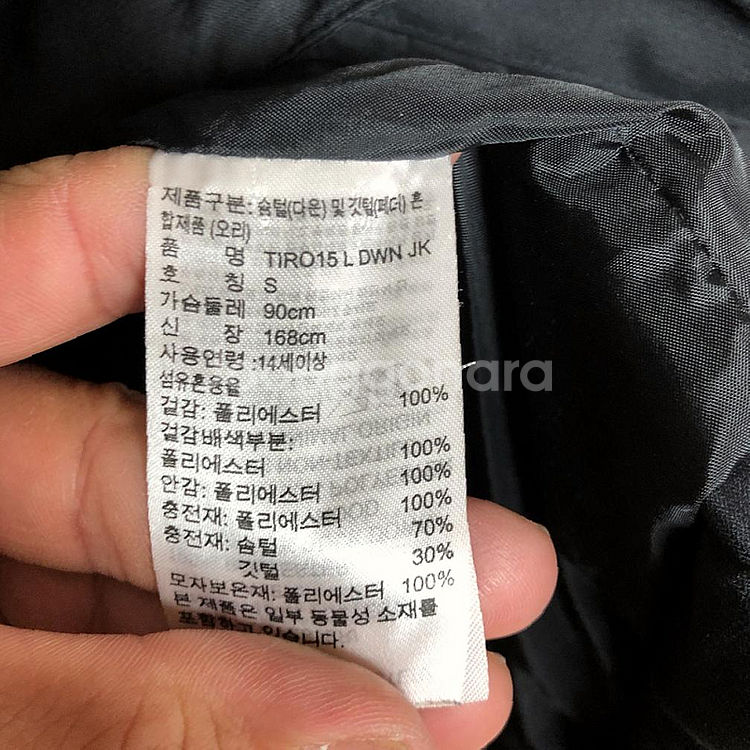 제품구분: 솜털(다운) 및 깃털(페더) 혼
합제품 (오리)
품 명 TIRO15 L DWN JK
호 칭 S
가슴둘레 90cm
신 장 168cm
사용연령 :14세이상
섬유혼용율
겉감: 폴리에스터 100%
겉감배색부분:
폴리에스터 100%
안감: 폴리에스터 100%
충전재: 폴리에스터 100%
충전재: 솜털 70%
깃털 30%
모자보온재: 폴리에스터 100%
본 제품은 일부 동물성 소재를
포함하고 있습니다.